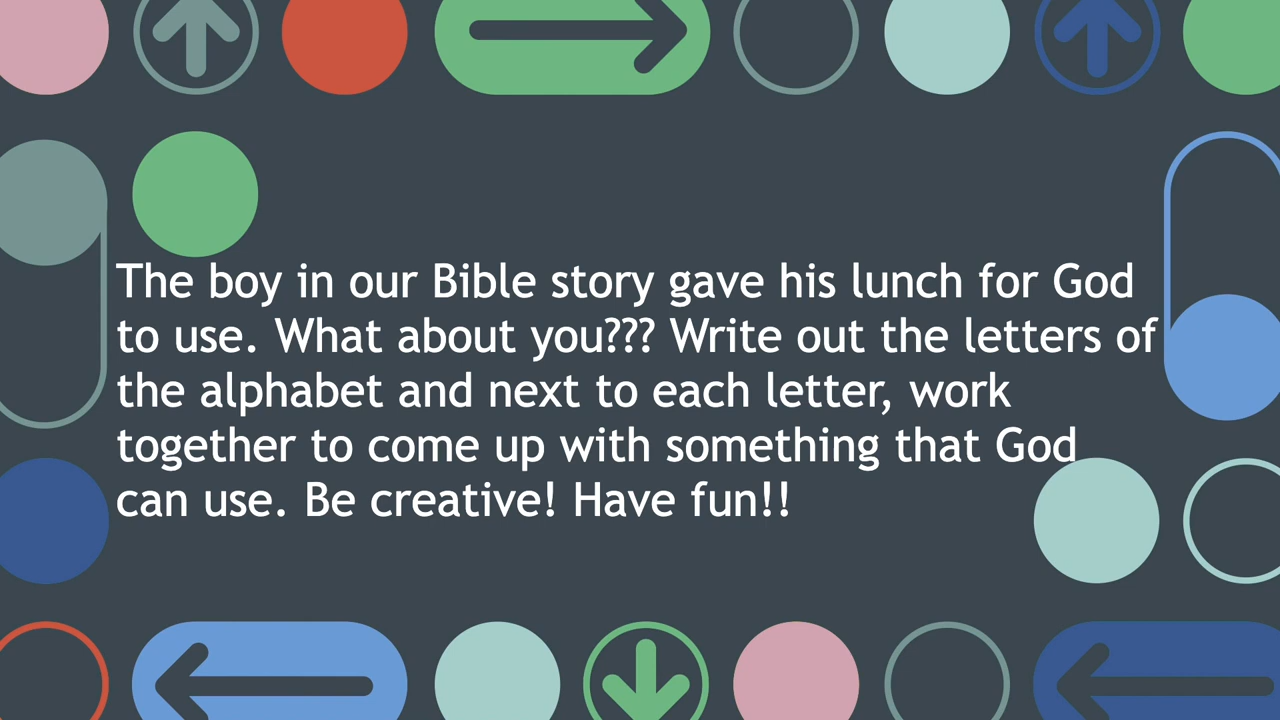 The boy in our Bible story gave his lunch for God
to use. What about you??? Write out the letters of
the alphabet and next to each letter, work
together to come up with something that God
can use. Be creative! Have fun!!